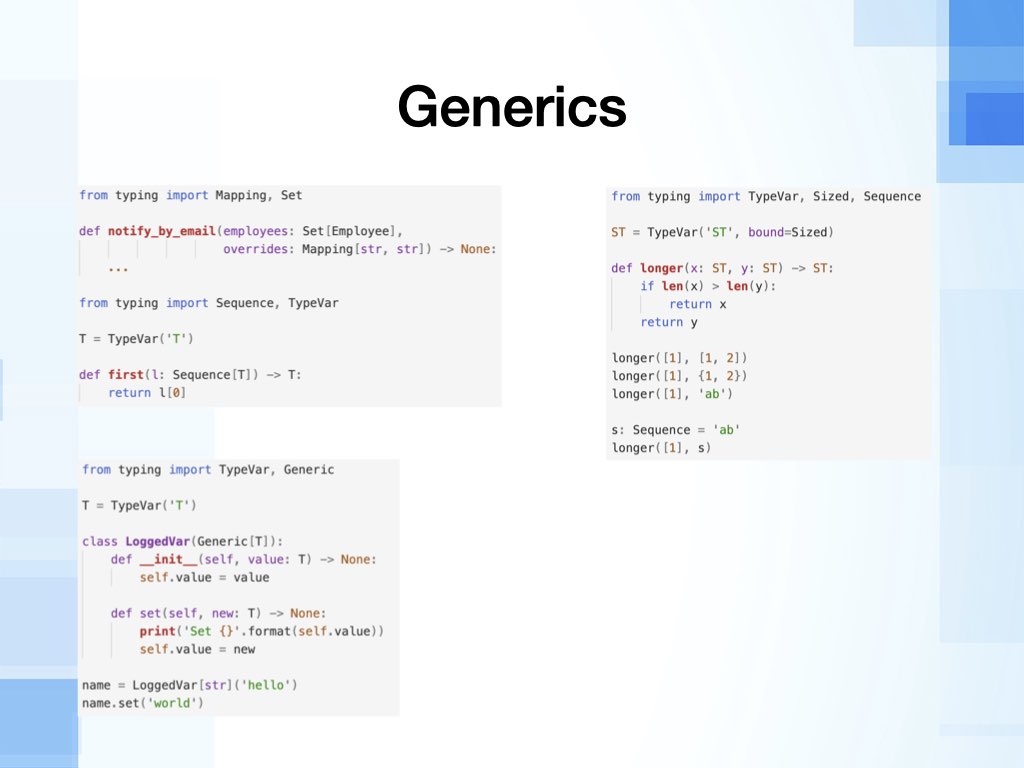 Generics
from typing import Mapping, Set
def notify_by_email(employees: Set[Employee],
                    overrides: Mapping[str, str]) -> None:
    ...
from typing import Sequence, TypeVar
T = TypeVar('T')
def first(l: Sequence[T]) -> T:
    return l[0]
from typing import TypeVar, Generic
T = TypeVar('T')
class LoggedVar(Generic[T]):
    def __init__(self, value: T) -> None:
        self.value = value
    def set(self, new: T) -> None:
        print('Set {}'.format(self.value))
        self.value = new
name = LoggedVar[str]('hello')
name.set('world')
from typing import TypeVar, Sized, Sequence
ST = TypeVar('ST', bound=Sized)
def longer(x: ST, y: ST) -> ST:
    if len(x) > len(y):
        return x
    return y
longer([1], [1, 2])
longer([1], {1, 2})
longer([1], 'ab')
s: Sequence = 'ab'
longer([1], s)